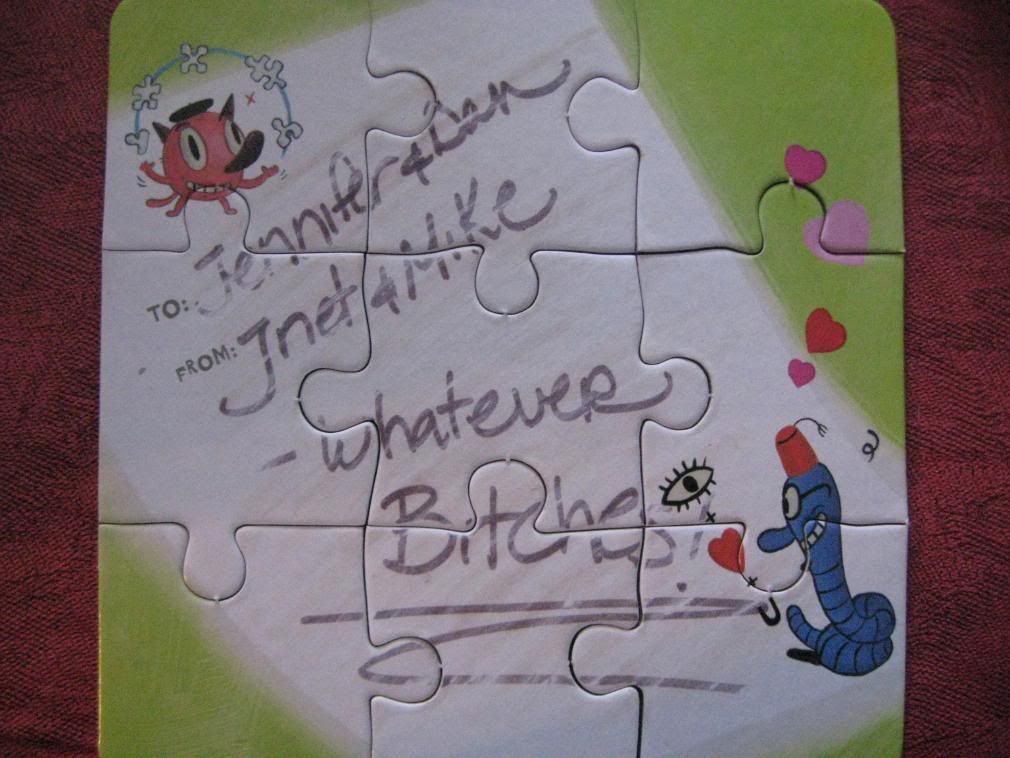 TO: Jennifer & Dan
FROM: Jnet & Mike
- whatever
Bitches!